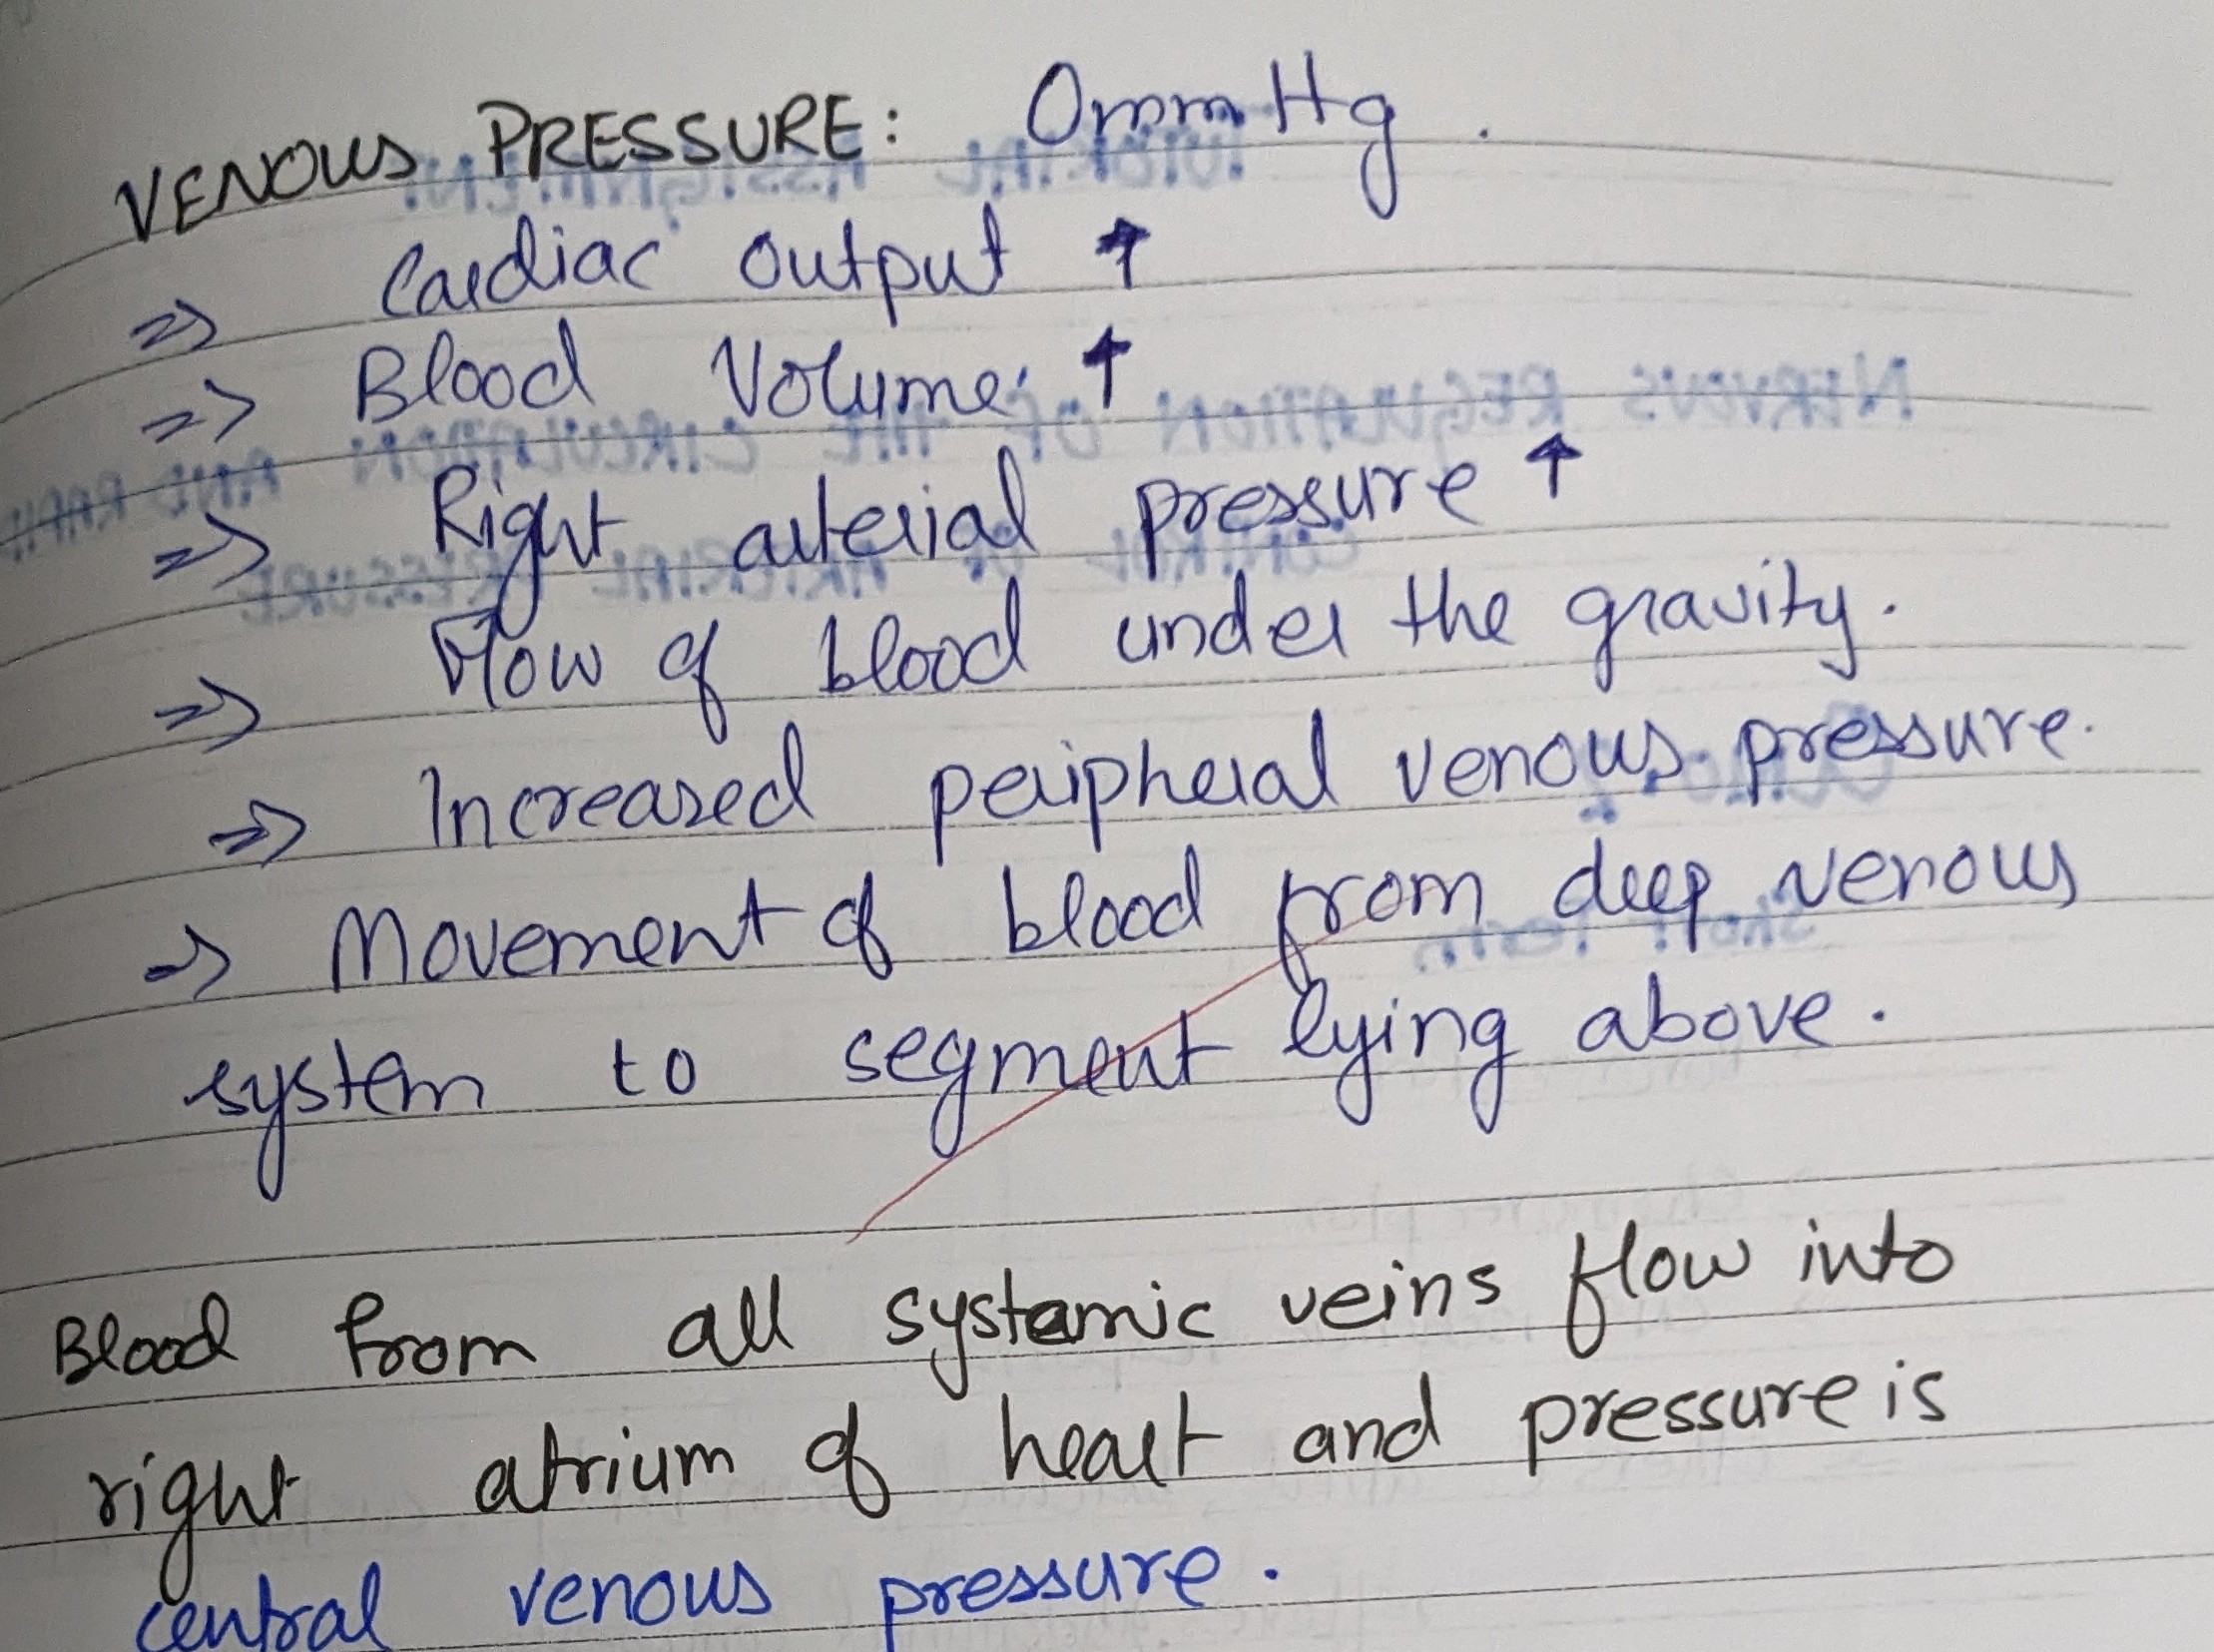 VENOUS PRESSURE: 0mm Hg.
=> Cardiac output ↑
=> Blood Volume ↑
=> Right arterial pressure ↑
=> Flow of blood under the gravity.
=> Increased peripheral venous pressure.
=> Movement of blood from deep venous
system to segment lying above.
Blood from all systemic veins flow into
right atrium of heart and pressure is
central venous pressure.